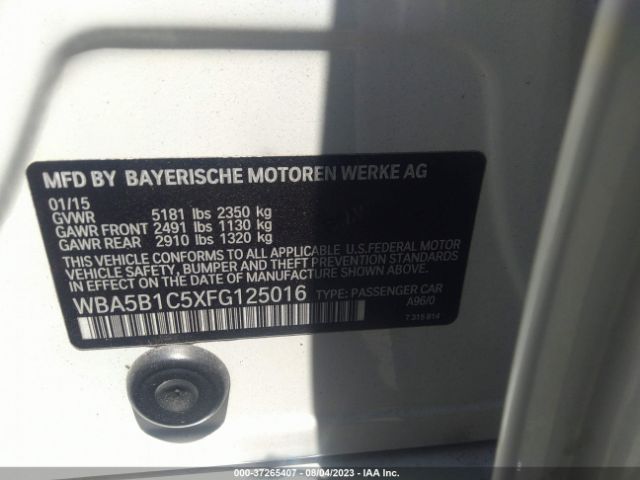 MFD BY BAYERISCHE MOTOREN WERKE AG
01/15
GVWR 5181 lbs 2350 kg
GAWR FRONT 2491 lbs 1130 kg
GAWR REAR 2910 lbs 1320 kg
THIS VEHICLE CONFORMS TO ALL APPLICABLE U.S.FEDERAL MOTOR
VEHICLE SAFETY, BUMPER AND THEFT PREVENTION STANDARDS
IN EFFECT ON THE DATE OF MANUFACTURE SHOWN ABOVE.
WBA5B1C5XFG125016 TYPE: PASSENGER CAR
A96/0
7 315 814
000-37265407 - 08/04/2023 - IAA Inc.